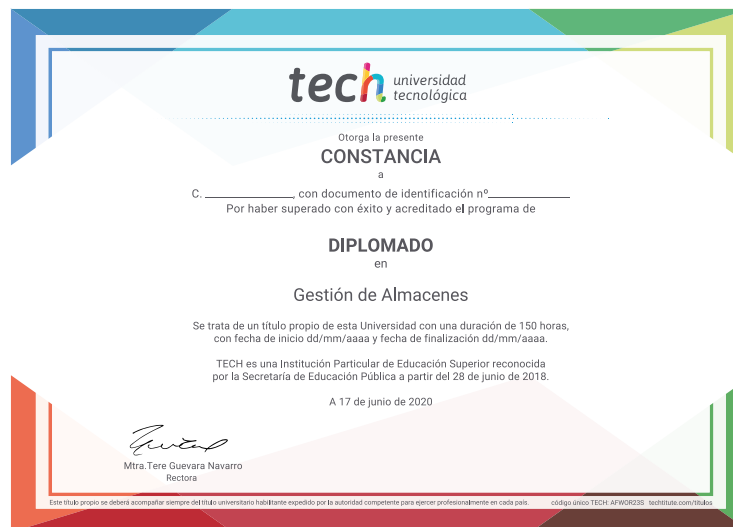 tech universidad
tecnológica
Otorga la presente
CONSTANCIA
a
C. ______________, con documento de identificación nº______________
Por haber superado con éxito y acreditado el programa de
DIPLOMADO
en
Gestión de Almacenes
Se trata de un título propio de esta Universidad con una duración de 150 horas,
con fecha de inicio dd/mm/aaaa y fecha de finalización dd/mm/aaaa.
TECH es una Institución Particular de Educación Superior reconocida
por la Secretaría de Educación Pública a partir del 28 de junio de 2018.
A 17 de junio de 2020
Mtra.Tere Guevara Navarro
Rectora
Este título propio se deberá acompañar siempre del título universitario habilitante expedido por la autoridad competente para ejercer profesionalmente en cada país. código único TECH: AFWOR23S techtitute.com/titulos